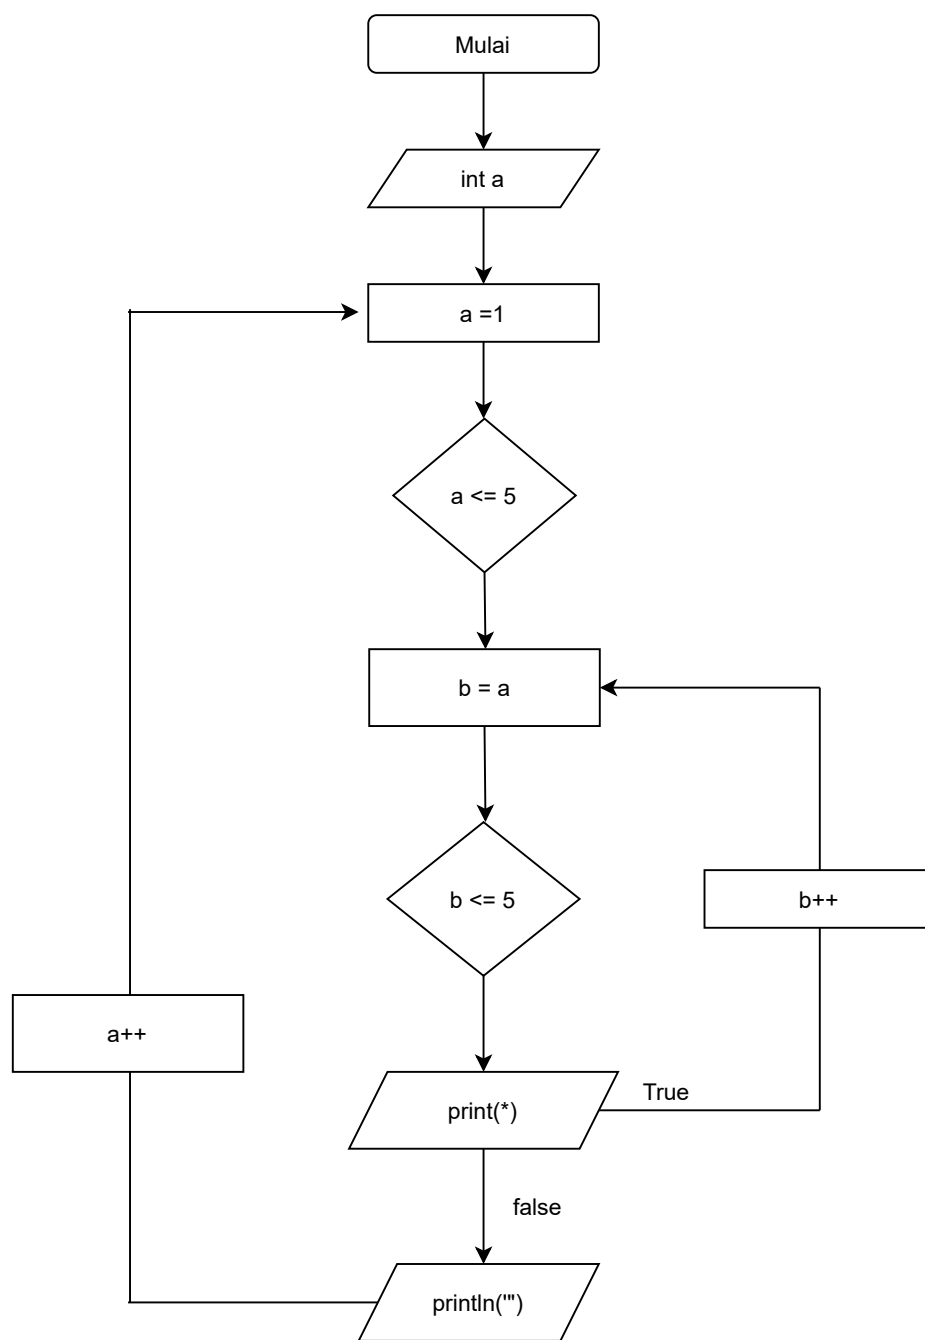 Mulai
int a
a =1
a <= 5
b = a
b <= 5
b++
a++
print(*)
True
false
println('"')